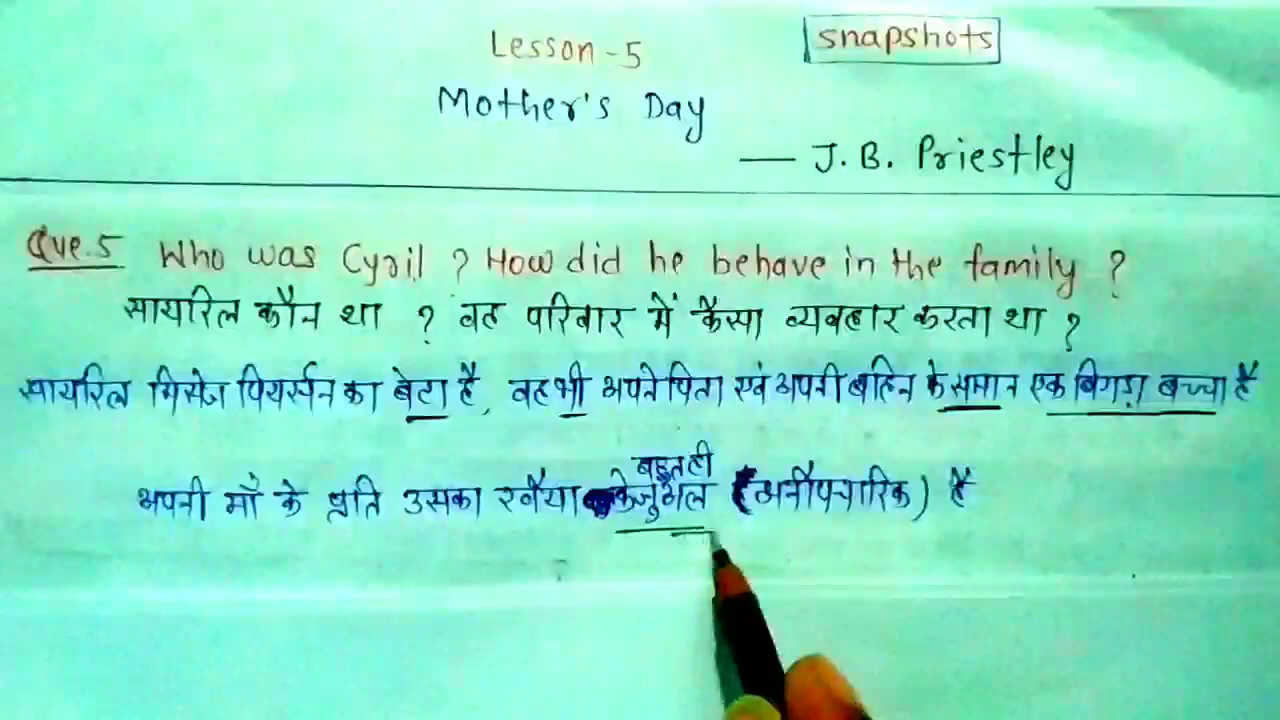 Lesson - 5
snapshots
Mother's Day
— J. B. Priestley
Que.5 Who was Cyril ? How did he behave in the family ?
सायरिल कौन था ? वह परिवार में कैसा व्यवहार करता था ?
सायरिल मिसेज पियर्सन का बेटा है, वह भी अपने पिता एवं अपनी बहिन के समान एक बिगड़ा बच्चा है
बहुत ही
अपनी माँ के प्रति उसका रवैया केजुअल (अनौपचारिक) है